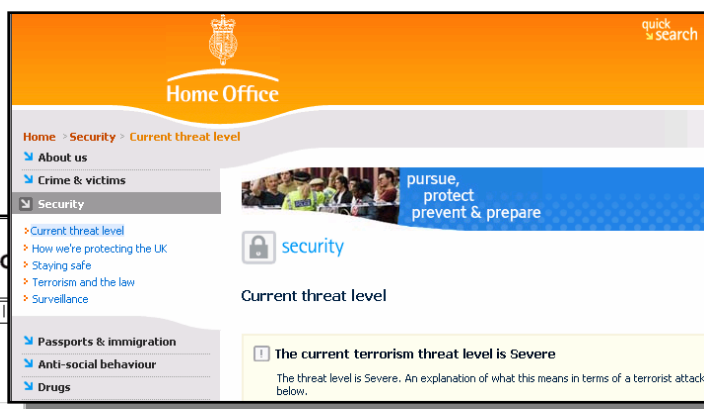 quick
search
Home Office
Home > Security > Current threat level
About us
Crime & victims
Security
Current threat level
How we're protecting the UK
Staying safe
Terrorism and the law
Surveillance
Passports & immigration
Anti-social behaviour
Drugs
pursue,
protect
prevent & prepare
security
Current threat level
The current terrorism threat level is Severe
The threat level is Severe. An explanation of what this means in terms of a terrorist attack
below.